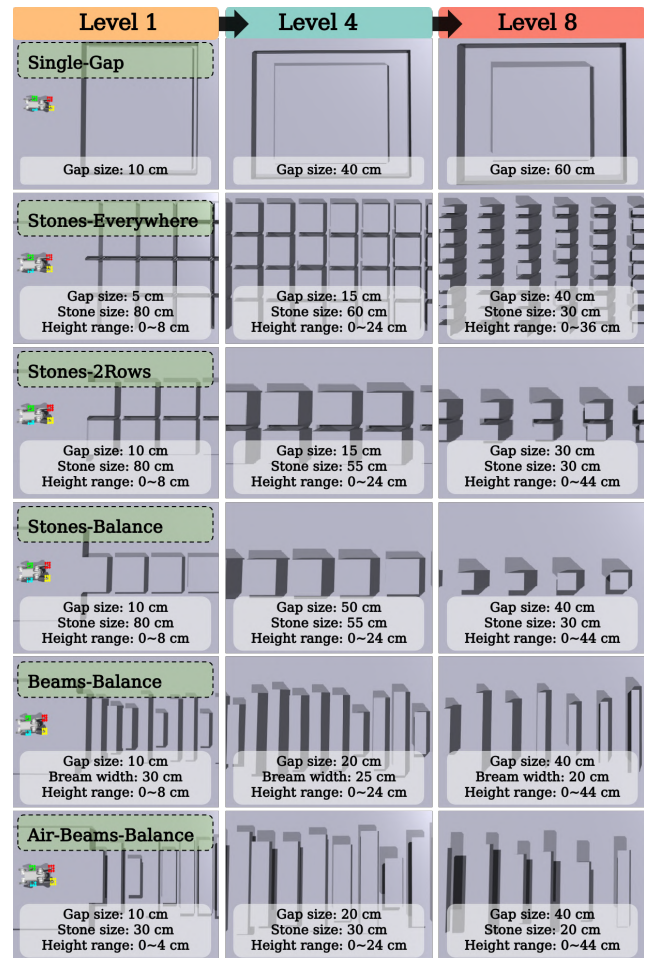 Level 1
Level 4
Level 8
Single-Gap
Gap size: 10 cm
Gap size: 40 cm
Gap size: 60 cm
Stones-Everywhere
Gap size: 5 cm
Stone size: 80 cm
Height range: 0~8 cm
Gap size: 15 cm
Stone size: 60 cm
Height range: 0~24 cm
Gap size: 40 cm
Stone size: 30 cm
Height range: 0~36 cm
Stones-2Rows
Gap size: 10 cm
Stone size: 80 cm
Height range: 0~8 cm
Gap size: 15 cm
Stone size: 55 cm
Height range: 0~24 cm
Gap size: 30 cm
Stone size: 30 cm
Height range: 0~44 cm
Stones-Balance
Gap size: 10 cm
Stone size: 80 cm
Height range: 0~8 cm
Gap size: 50 cm
Stone size: 55 cm
Height range: 0~24 cm
Gap size: 40 cm
Stone size: 30 cm
Height range: 0~44 cm
Beams-Balance
Gap size: 10 cm
Bream width: 30 cm
Height range: 0~8 cm
Gap size: 20 cm
Bream width: 25 cm
Height range: 0~24 cm
Gap size: 40 cm
Bream width: 20 cm
Height range: 0~44 cm
Air-Beams-Balance
Gap size: 10 cm
Stone size: 30 cm
Height range: 0~4 cm
Gap size: 20 cm
Stone size: 30 cm
Height range: 0~24 cm
Gap size: 40 cm
Stone size: 20 cm
Height range: 0~44 cm